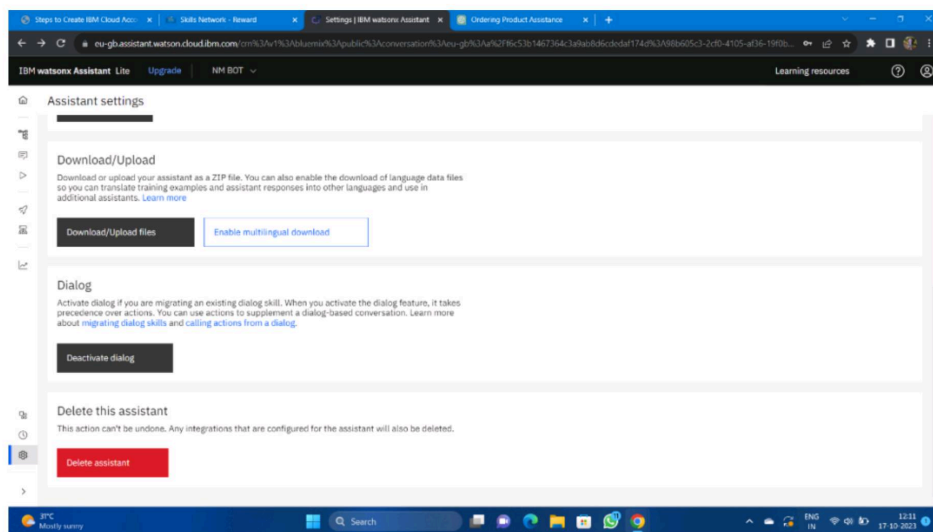 Steps to Create IBM Cloud Acco
Skills Network - Reward
Settings | IBM watsonx Assistant
Ordering Product Assistance
IBM watsonx Assistant Lite
Upgrade
NM BOT
Learning resources
Assistant settings
Download/Upload
Download or upload your assistant as a ZIP file. You can also enable the download of language data files
so you can translate training examples and assistant responses into other languages and use in
additional assistants. Learn more
Download/Upload files
Enable multilingual download
Dialog
Activate dialog if you are migrating an existing dialog skill. When you activate the dialog feature, it takes
precedence over actions. You can use actions to supplement a dialog-based conversation. Learn more
about migrating dialog skills and calling actions from a dialog.
Deactivate dialog
Delete this assistant
This action can't be undone. Any integrations that are configured for the assistant will also be deleted.
Delete assistant
31°C
Mostly sunny
Search
ENG
IN
12:11
17-10-2023